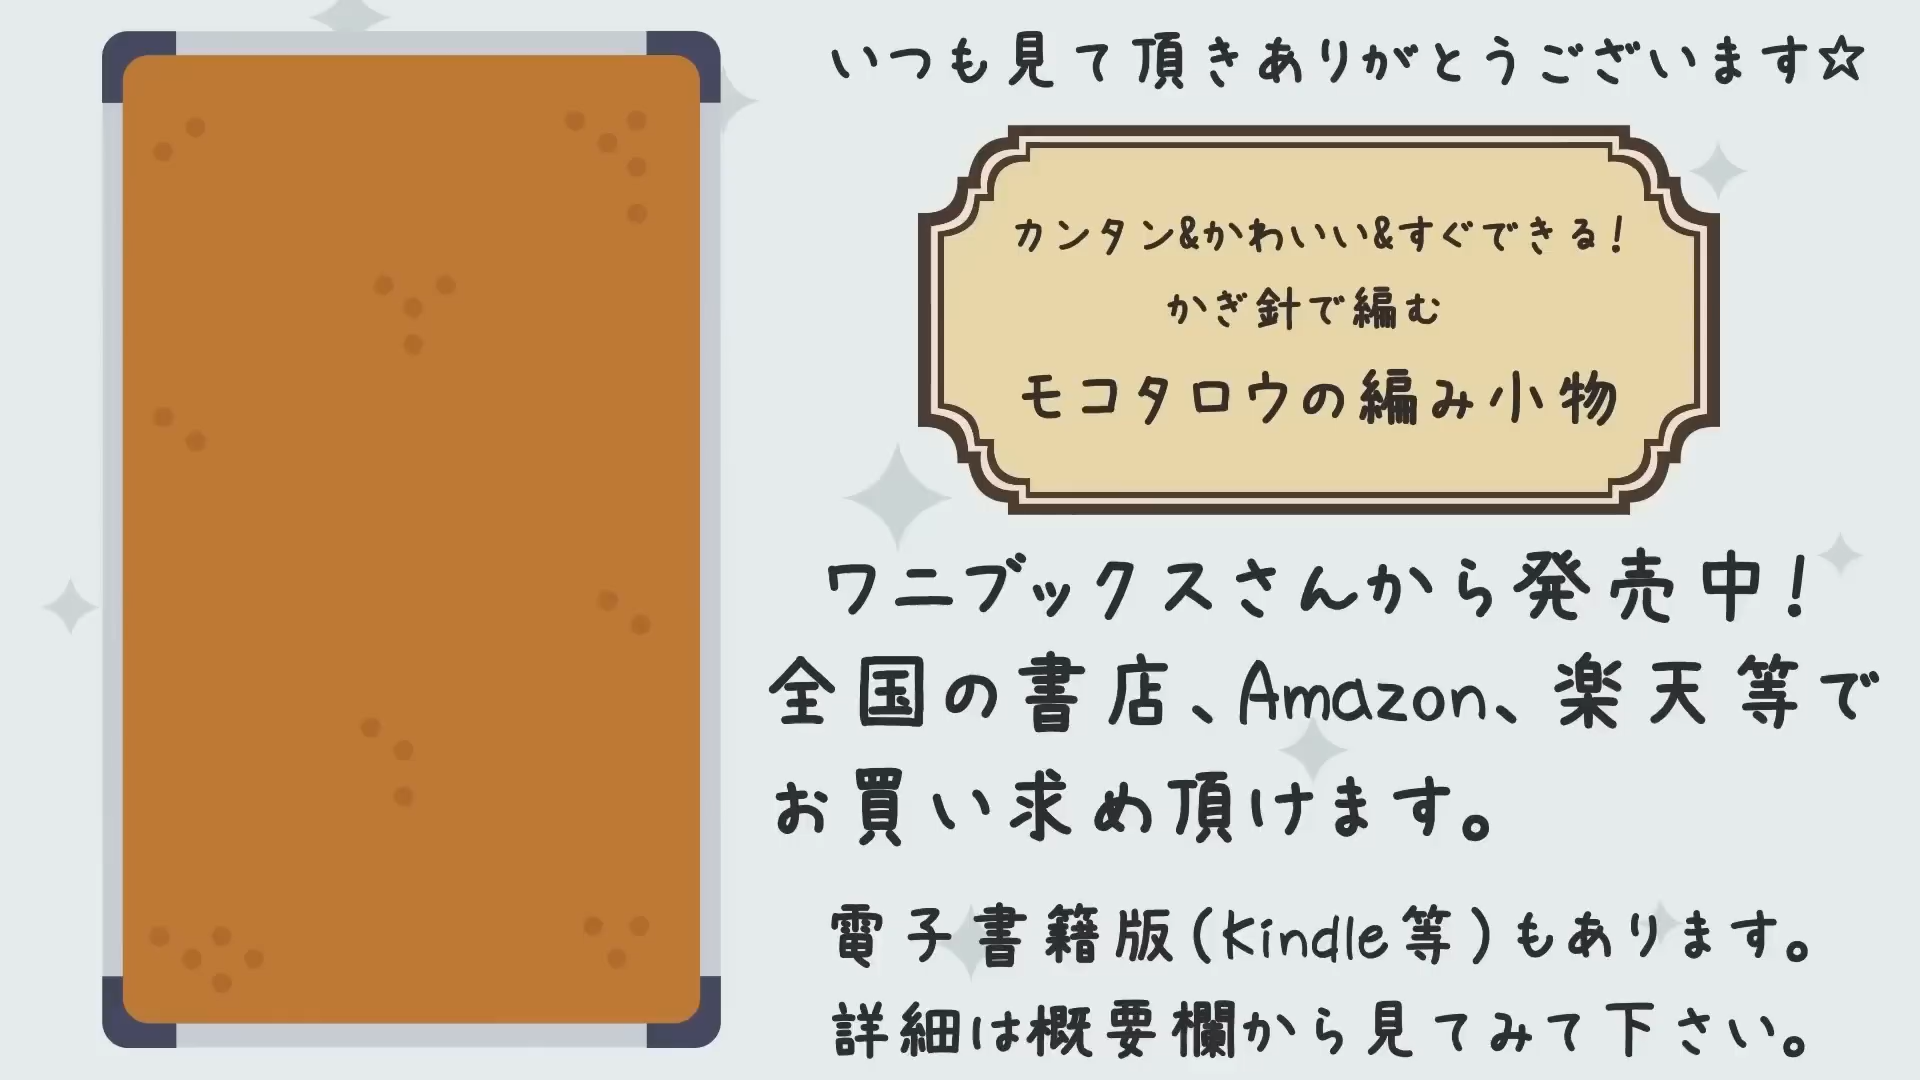 いつも見て頂きありがとうございます☆
カンタン&かわいい&すぐできる!
かぎ針で編む
モコタロウの編み小物
ワニブックスさんから発売中!
全国の書店、Amazon、楽天等で
お買い求め頂けます。
電子書籍版(Kindle等)もあります。
詳細は概要欄から見てみて下さい。